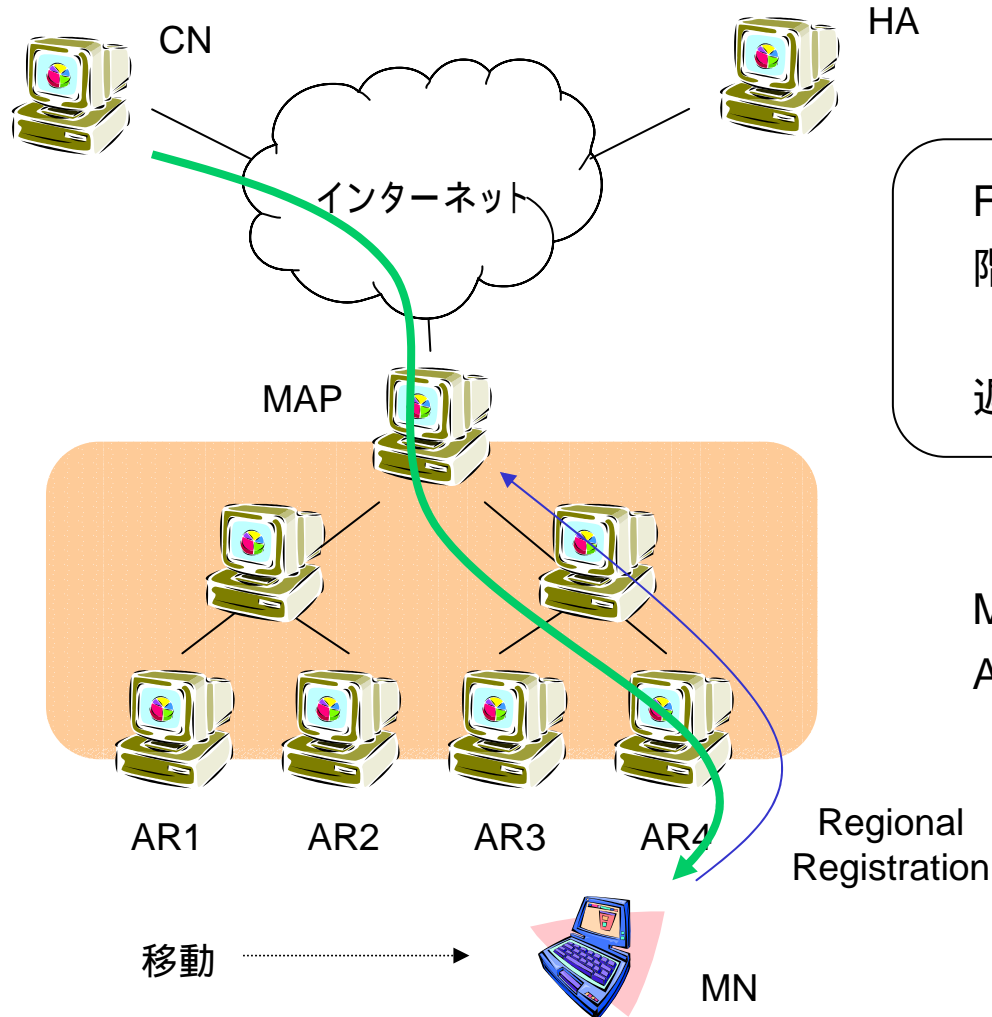 CN
HA
インターネット
F
MAP
M
A
AR1
AR2
AR3
AR4
Regional
Registration
移動
MN